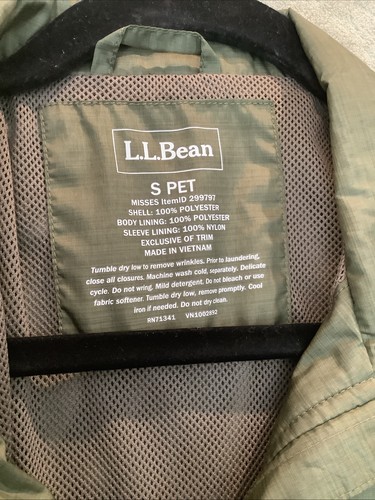 L.L.Bean
S PET
MISSES ItemID 299797
SHELL: 100% POLYESTER
BODY LINING: 100% POLYESTER
SLEEVE LINING: 100% NYLON
EXCLUSIVE OF TRIM
MADE IN VIETNAM
Tumble dry low to remove wrinkles. Prior to laundering,
close all closures. Machine wash cold, separately. Delicate
cycle. Do not wring. Mild detergent. Do not bleach or use
fabric softener. Tumble dry low, remove promptly. Cool
iron if needed. Do not dry clean.
RN71341 VN1002892